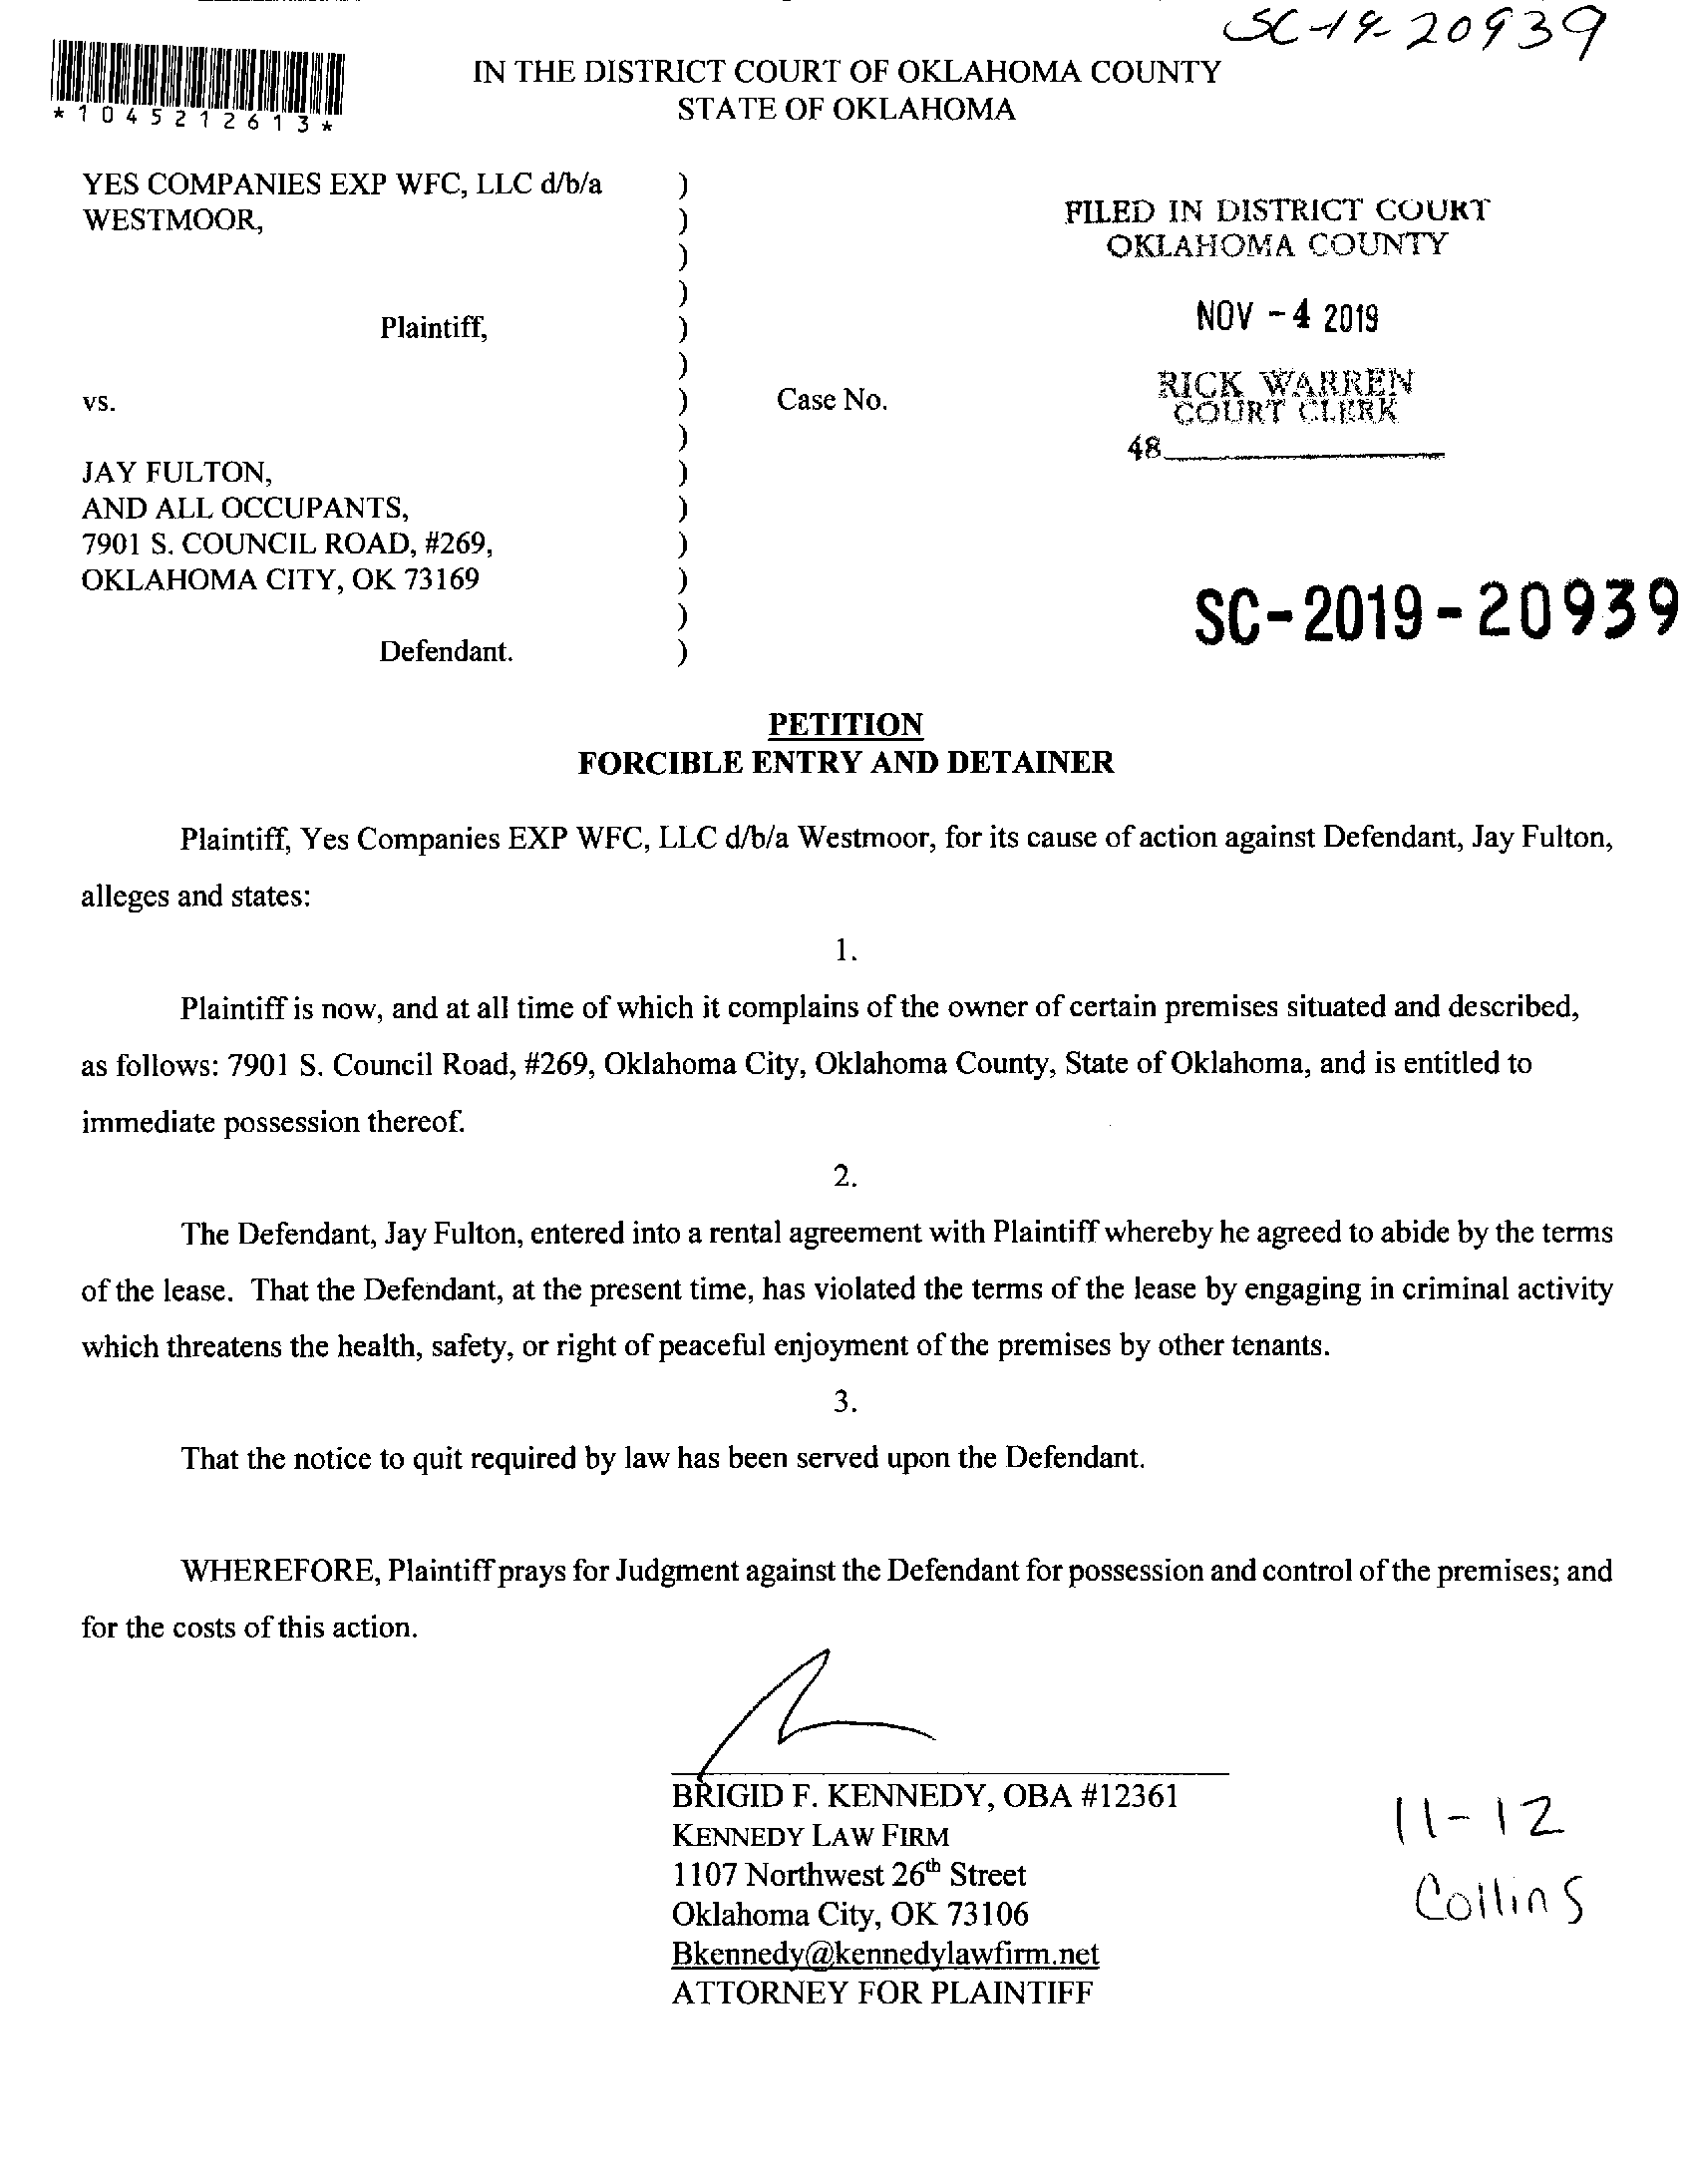 SC-19-20939
*1045212613*
IN THE DISTRICT COURT OF OKLAHOMA COUNTY
STATE OF OKLAHOMA
YES COMPANIES EXP WFC, LLC d/b/a )
WESTMOOR, )
)
)
Plaintiff, )
)
vs. ) Case No.
)
JAY FULTON, )
AND ALL OCCUPANTS, )
7901 S. COUNCIL ROAD, #269, )
OKLAHOMA CITY, OK 73169 )
)
Defendant. )
FILED IN DISTRICT COURT
OKLAHOMA COUNTY
NOV - 4 2019
RICK WARREN
COURT CLERK
48
SC-2019-20939
PETITION
FORCIBLE ENTRY AND DETAINER
Plaintiff, Yes Companies EXP WFC, LLC d/b/a Westmoor, for its cause of action against Defendant, Jay Fulton,
alleges and states:
1.
Plaintiff is now, and at all time of which it complains of the owner of certain premises situated and described,
as follows: 7901 S. Council Road, #269, Oklahoma City, Oklahoma County, State of Oklahoma, and is entitled to
immediate possession thereof.
2.
The Defendant, Jay Fulton, entered into a rental agreement with Plaintiff whereby he agreed to abide by the terms
of the lease. That the Defendant, at the present time, has violated the terms of the lease by engaging in criminal activity
which threatens the health, safety, or right of peaceful enjoyment of the premises by other tenants.
3.
That the notice to quit required by law has been served upon the Defendant.
WHEREFORE, Plaintiff prays for Judgment against the Defendant for possession and control of the premises; and
for the costs of this action.
BRIGID F. KENNEDY, OBA #12361
KENNEDY LAW FIRM
1107 Northwest 26th Street
Oklahoma City, OK 73106
Bkennedy@kennedylawfirm.net
ATTORNEY FOR PLAINTIFF
11-12
Collins